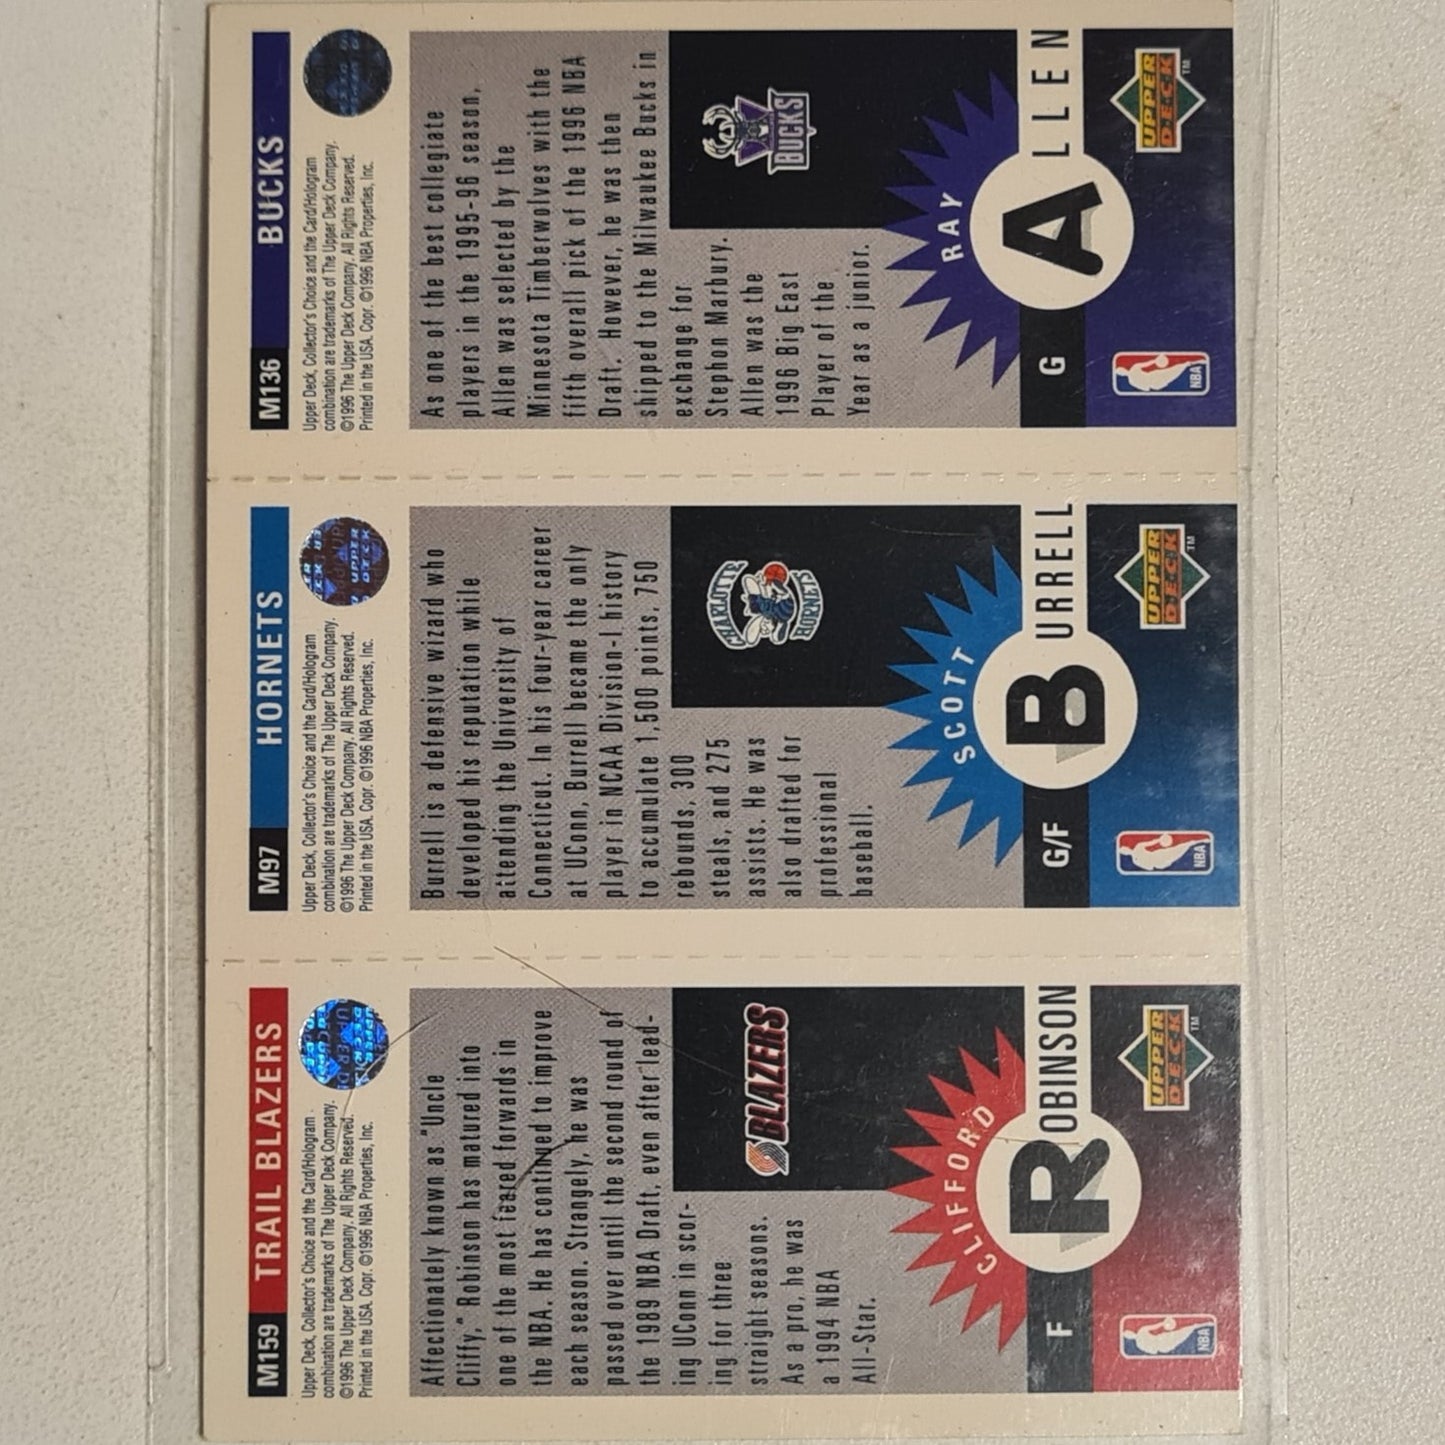 M159 TRAIL BLAZERS
Upper Deck, Collector's Choice and the Card/Hologram
combination are trademarks of The Upper Deck Company.
©1996 The Upper Deck Company. All Rights Reserved.
Printed in the USA. Copr. ©1996 NBA Properties, Inc.
Affectionately known as "Uncle
Cliffy," Robinson has matured into
one of the most feared forwards in
the NBA. He has continued to improve
each season. Strangely, he was
passed over until the second round of
the 1989 NBA Draft, even after lead-
ing UConn in scor-
ing for three
straight seasons.
As a pro, he was
a 1994 NBA
All-Star.
BLAZERS
CLIFFORD
F ROBINSON
NBA
UPPER
DECK™
M97 HORNETS
Upper Deck, Collector's Choice and the Card/Hologram
combination are trademarks of The Upper Deck Company.
©1996 The Upper Deck Company. All Rights Reserved.
Printed in the USA. Copr. ©1996 NBA Properties, Inc.
UPPER
DECK
Burrell is a defensive wizard who
developed his reputation while
attending the University of
Connecticut. In his four-year career
at UConn, Burrell became the only
player in NCAA Division-I history
to accumulate 1,500 points, 750
rebounds, 300
steals, and 275
assists. He was
also drafted for
professional
baseball.
CHARLOTTE
HORNETS
SCOTT
G/F BURRELL
NBA
UPPER
DECK™
M136 BUCKS
Upper Deck, Collector's Choice and the Card/Hologram
combination are trademarks of The Upper Deck Company.
©1996 The Upper Deck Company. All Rights Reserved.
Printed in the USA. Copr. ©1996 NBA Properties, Inc.
As one of the best collegiate
players in the 1995-96 season,
Allen was selected by the
Minnesota Timberwolves with the
fifth overall pick of the 1996 NBA
Draft. However, he was then
shipped to the Milwaukee Bucks in
exchange for
Stephon Marbury.
Allen was the
1996 Big East
Player of the
Year as a junior.
BUCKS
RAY
G ALLEN
NBA
UPPER
DECK™